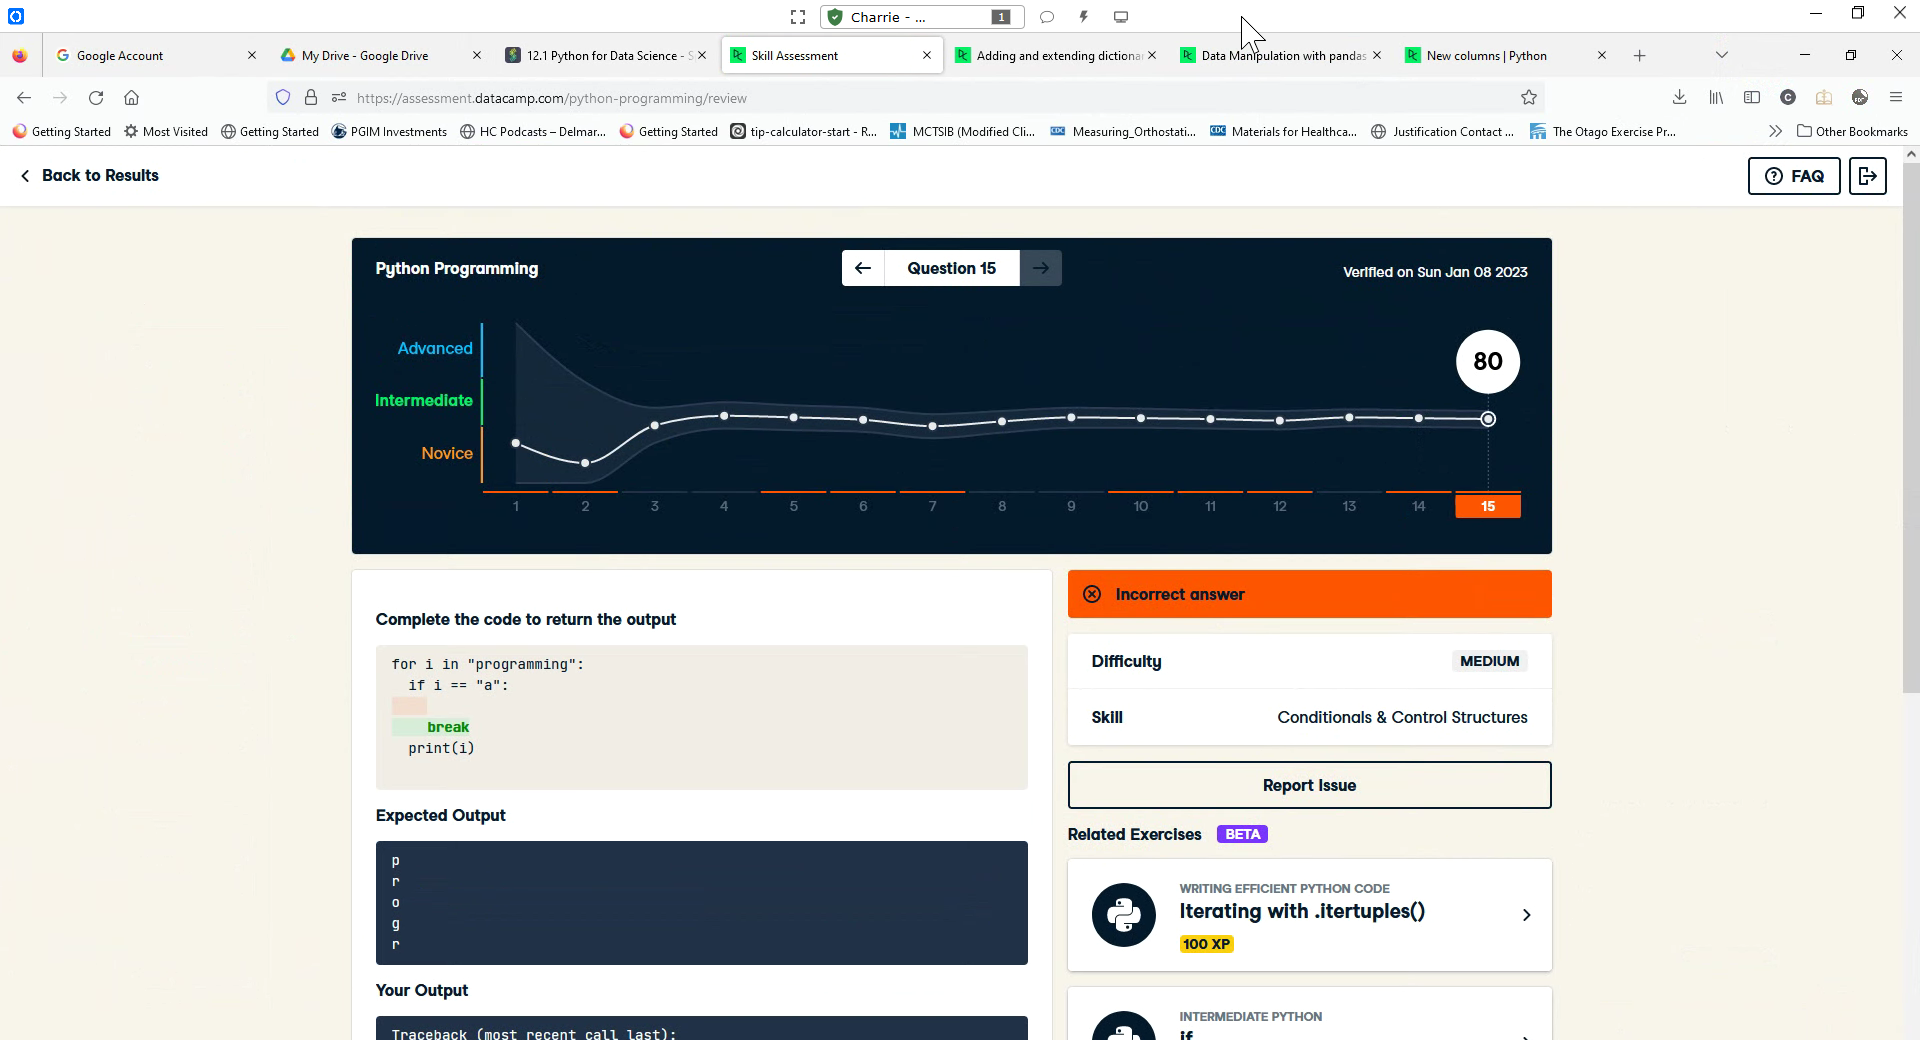 Charrie - ...
1
Google Account
My Drive - Google Drive
12.1 Python for Data Science - S
Skill Assessment
Adding and extending dictionar
Data Manipulation with pandas
New columns | Python
https://assessment.datacamp.com/python-programming/review
Getting Started
Most Visited
Getting Started
PGIM Investments
HC Podcasts – Delmar...
Getting Started
tip-calculator-start - R...
MCTSIB (Modified Cli...
Measuring_Orthostati...
Materials for Healthca...
Justification Contact ...
The Otago Exercise Pr...
Other Bookmarks
Back to Results
FAQ
Python Programming
Question 15
Verified on Sun Jan 08 2023
Advanced
Intermediate
Novice
80
1 2 3 4 5 6 7 8 9 10 11 12 13 14 15
Complete the code to return the output
for i in "programming":
if i == "a":
break
print(i)
Expected Output
p
r
o
g
r
Your Output
Traceback (most recent call last):
Incorrect answer
Difficulty
MEDIUM
Skill
Conditionals & Control Structures
Report Issue
Related Exercises
BETA
WRITING EFFICIENT PYTHON CODE
Iterating with .itertuples()
100 XP
INTERMEDIATE PYTHON
if